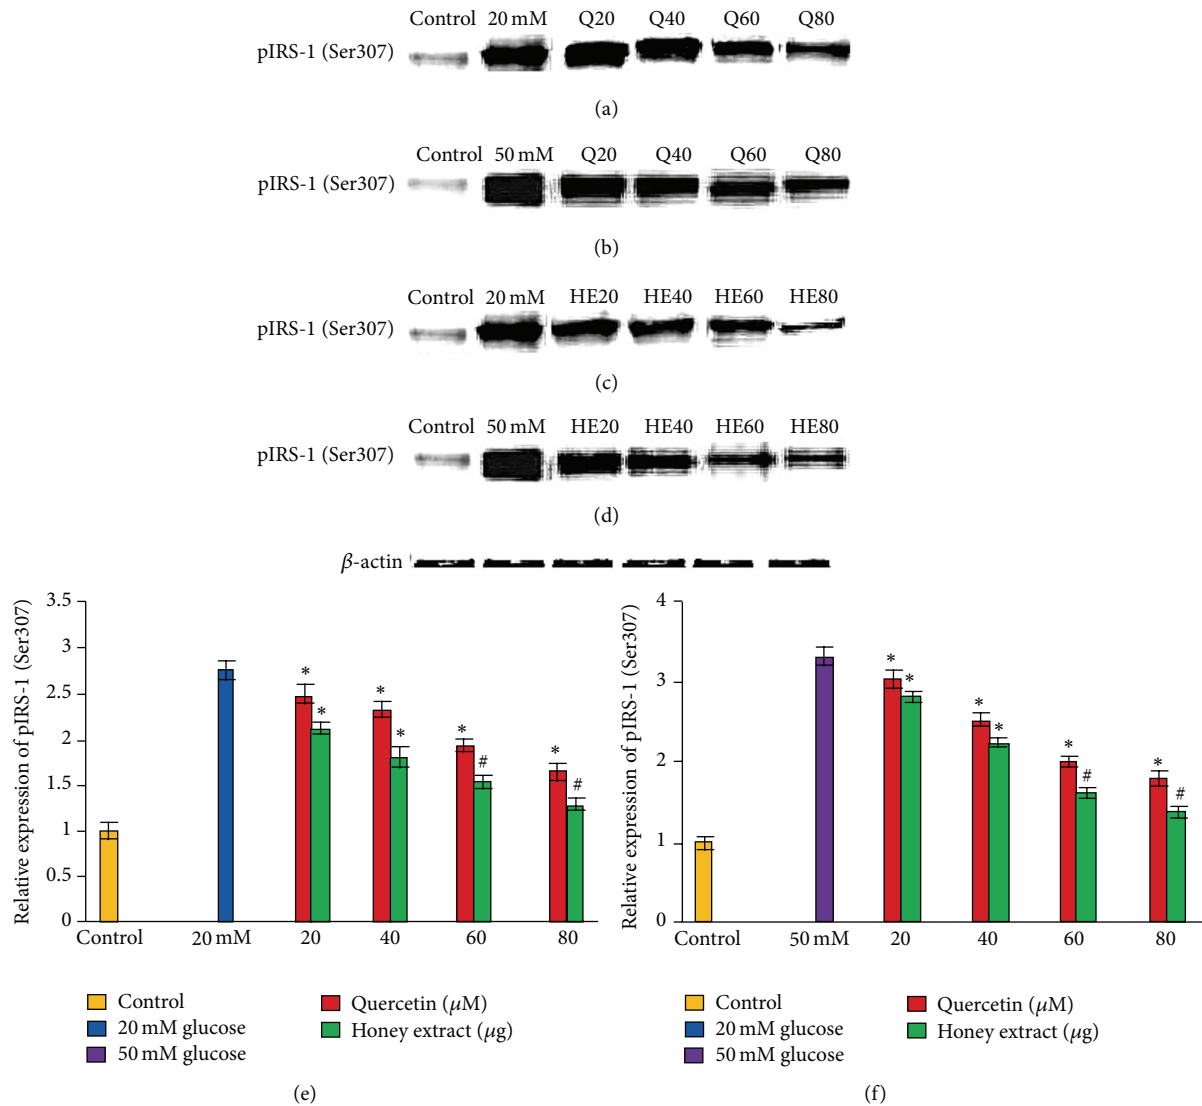 Control 20 mM Q20 Q40 Q60 Q80
pIRS-1 (Ser307)
(a)
Control 50 mM Q20 Q40 Q60 Q80
pIRS-1 (Ser307)
(b)
Control 20 mM HE20 HE40 HE60 HE80
pIRS-1 (Ser307)
(c)
Control 50 mM HE20 HE40 HE60 HE80
pIRS-1 (Ser307)
(d)
β-actin
Relative expression of pIRS-1 (Ser307)
3.5
3
2.5
2
1.5
1
0.5
0
* * * * * # * #
Control 20 mM 20 40 60 80
Control
20 mM glucose
50 mM glucose
Quercetin (μM)
Honey extract (μg)
(e)
Relative expression of pIRS-1 (Ser307)
4
3
2
1
0
* * * * * # * #
Control 50 mM 20 40 60 80
Control
20 mM glucose
50 mM glucose
Quercetin (μM)
Honey extract (μg)
(f)